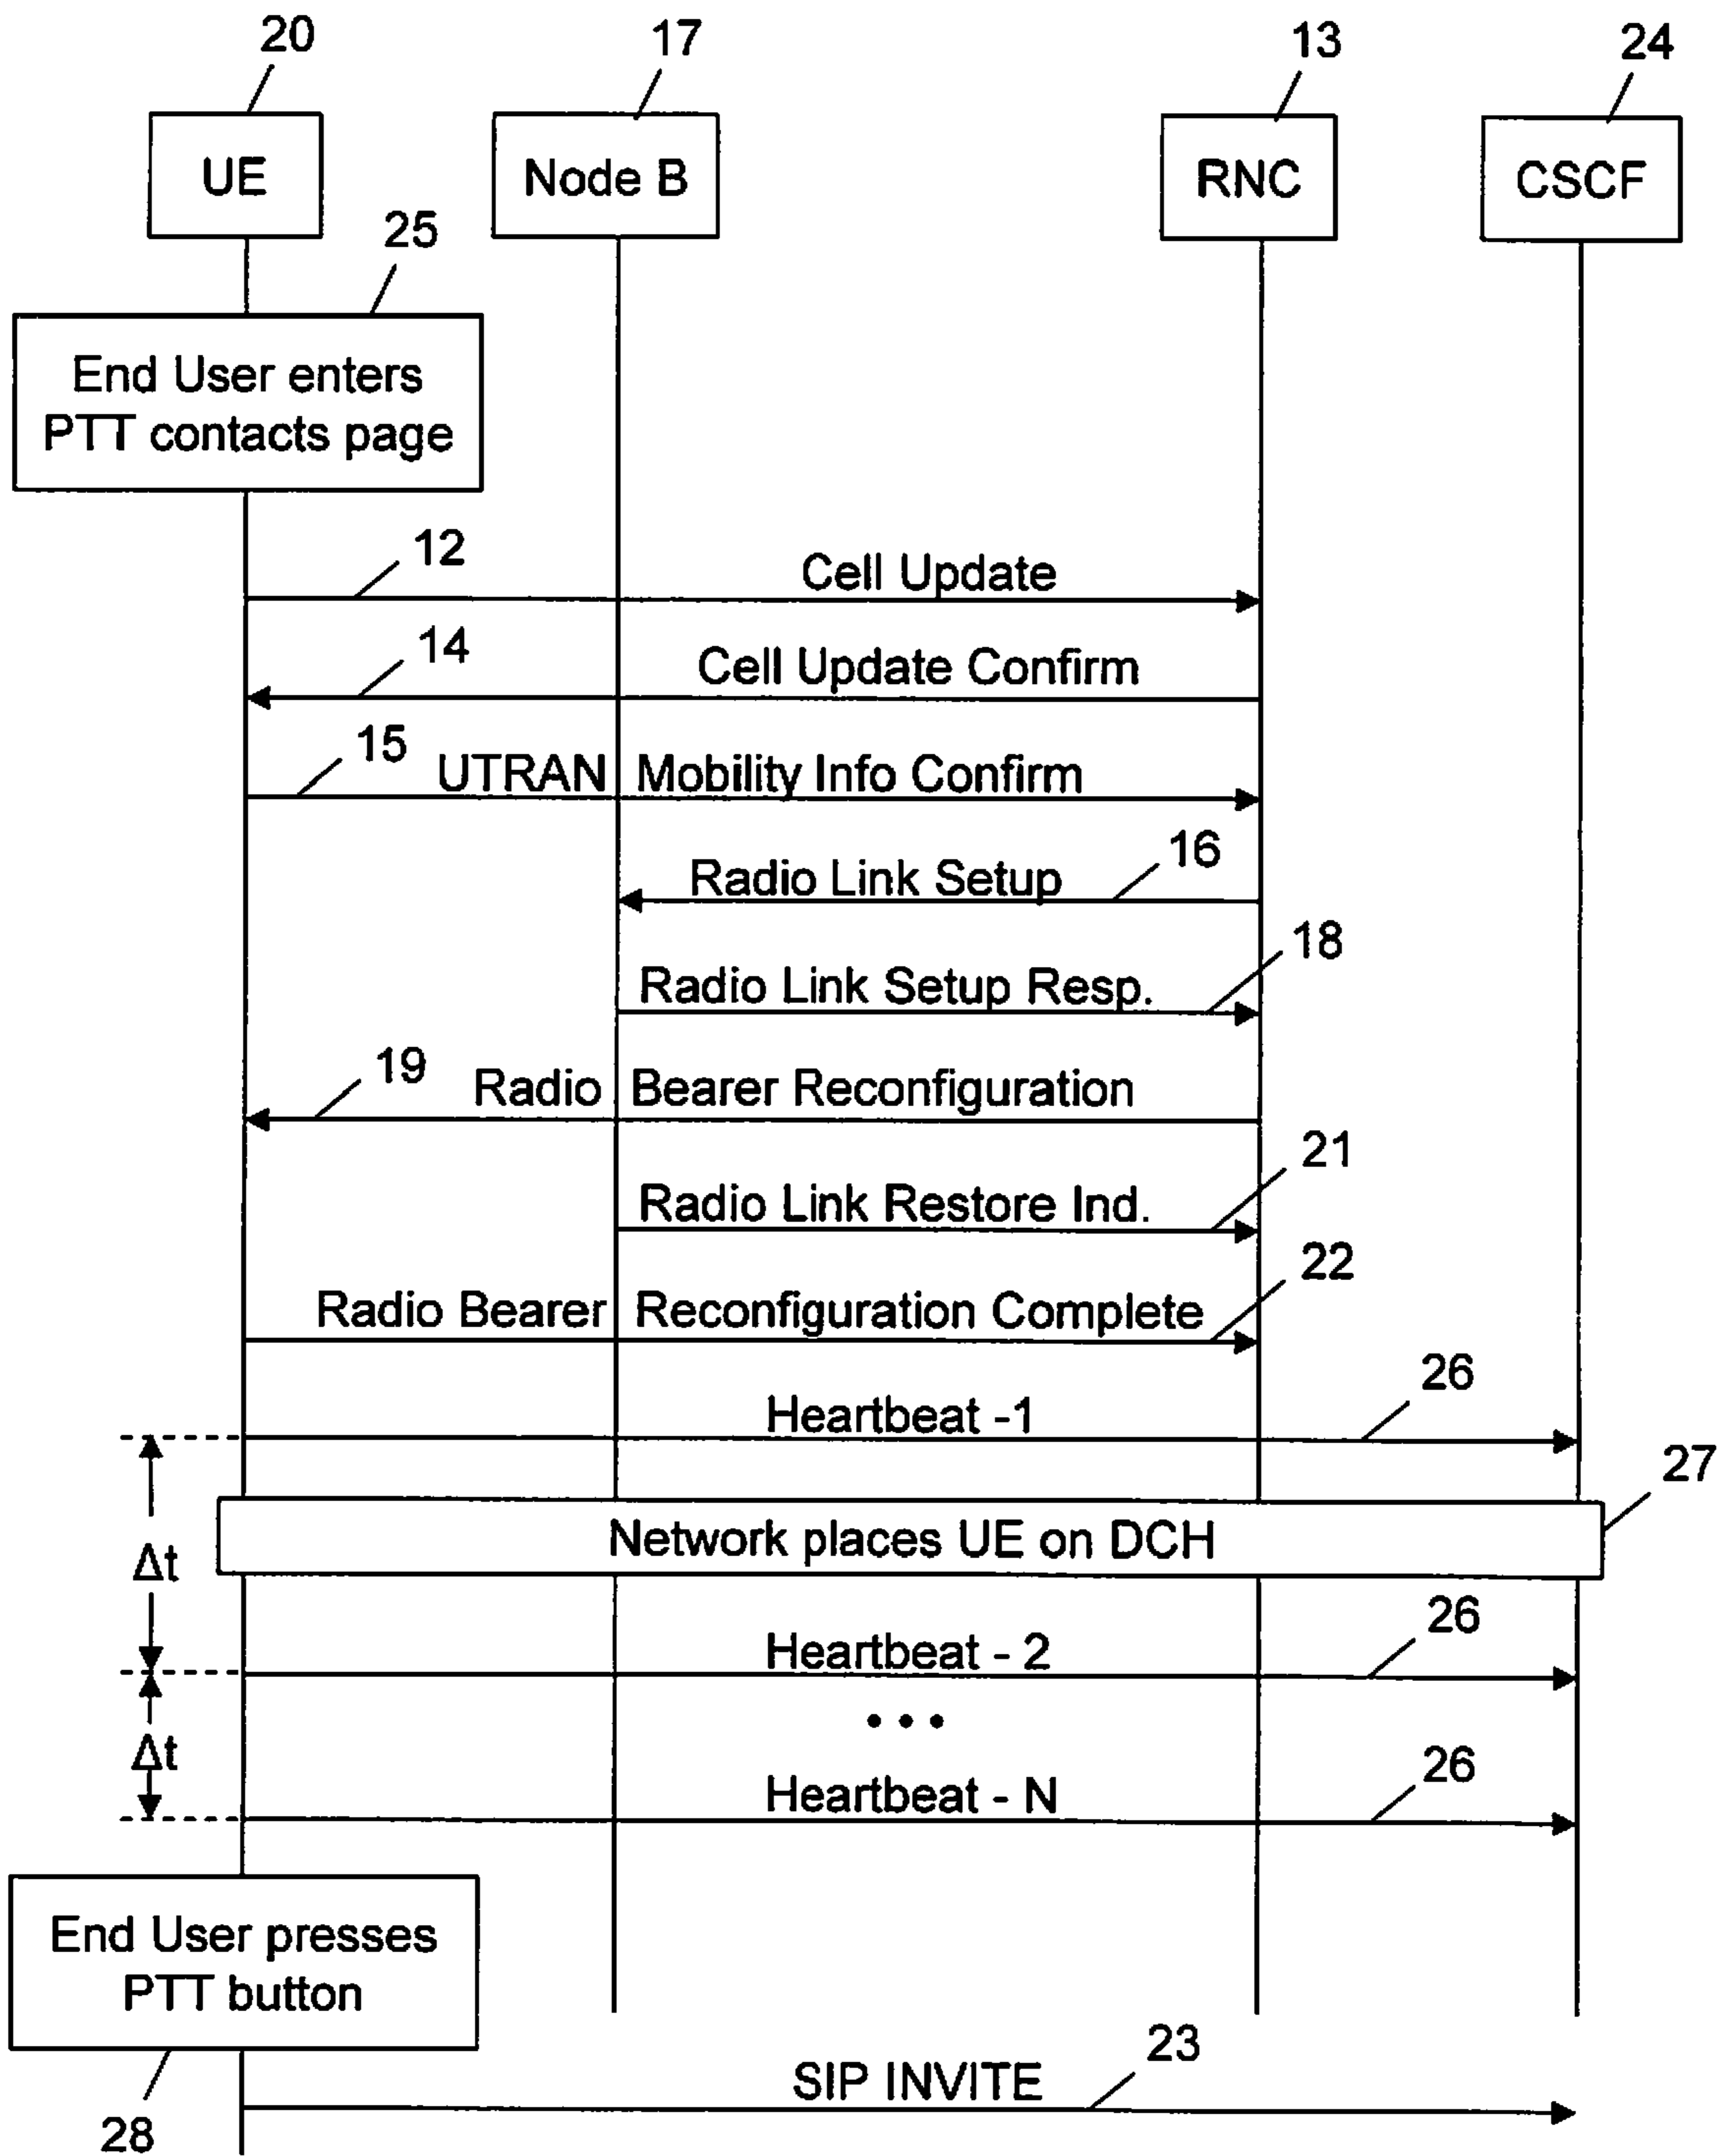 20
17
13
24
UE
Node B
RNC
CSCF
25
End User enters
PTT contacts page
12
Cell Update
14
Cell Update Confirm
15
UTRAN Mobility Info Confirm
16
Radio Link Setup
18
Radio Link Setup Resp.
19
Radio Bearer Reconfiguration
21
Radio Link Restore Ind.
22
Radio Bearer Reconfiguration Complete
26
Heartbeat -1
27
Network places UE on DCH
Δt
26
Heartbeat - 2
• • •
Δt
26
Heartbeat - N
End User presses
PTT button
23
SIP INVITE
28